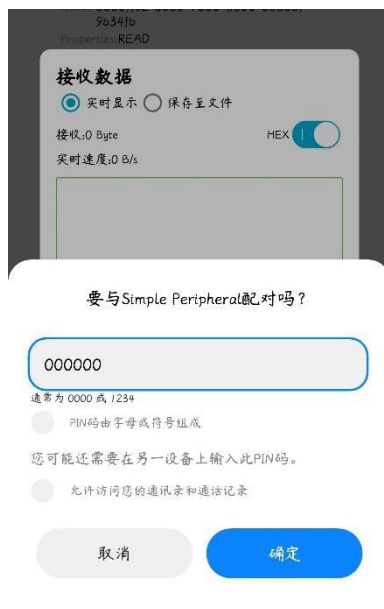 9b34fb
Properties:READ
接收数据
实时显示 保存至文件
接收:0 Byte HEX
实时速度:0 B/s
要与Simple Peripheral配对吗?
000000
通常为 0000 或 1234
PIN码由字母或符号组成
您可能还需要在另一设备上输入此PIN码。
允许访问您的通讯录和通话记录
取消 确定